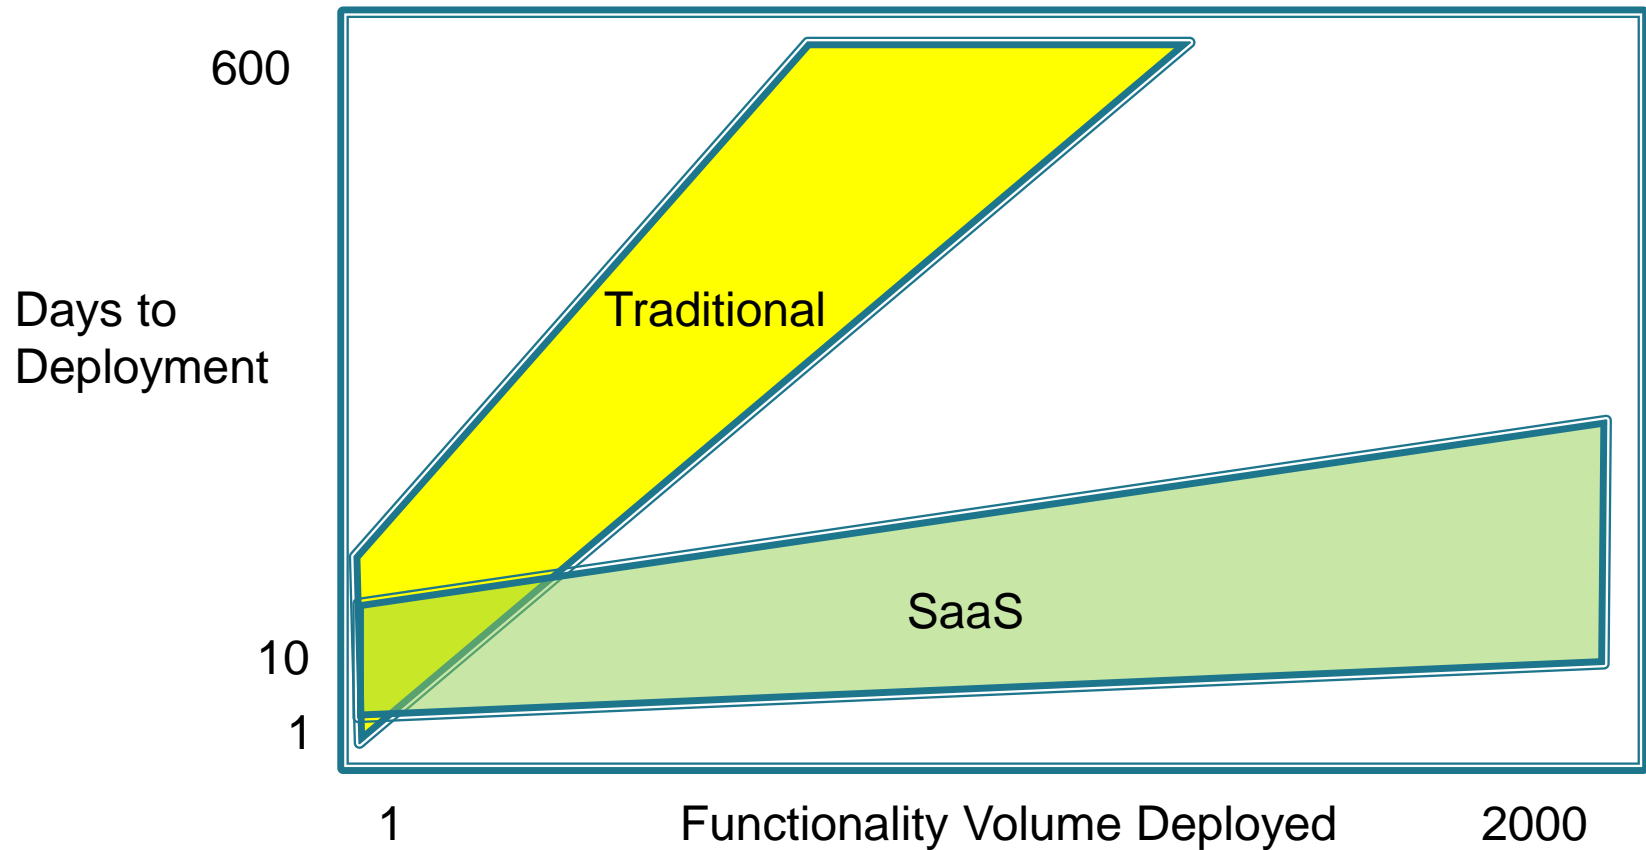 600
Days to
Deployment
Traditional
SaaS
10
1
1
Functionality Volume Deployed
2000